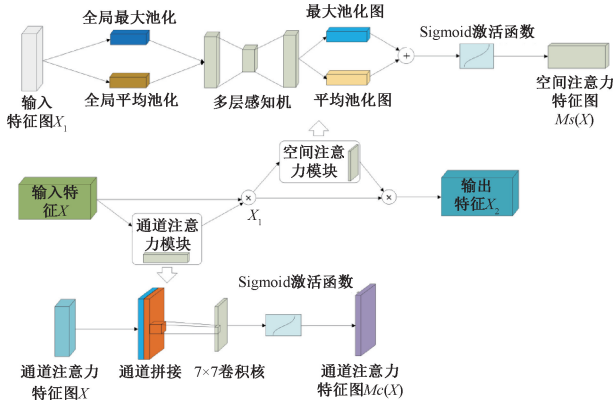 全局最大池化
最大池化图
Sigmoid激活函数
输入
特征图X₁
全局平均池化
多层感知机
平均池化图
+
空间注意力
特征图
Ms(X)
空间注意
力模块
输入特
征X
×
X₁
×
输出
特征X₂
通道注意
力模块
Sigmoid激活函数
通道注意力
特征图X
通道拼接
7×7卷积核
通道注意力
特征图Mc(X)